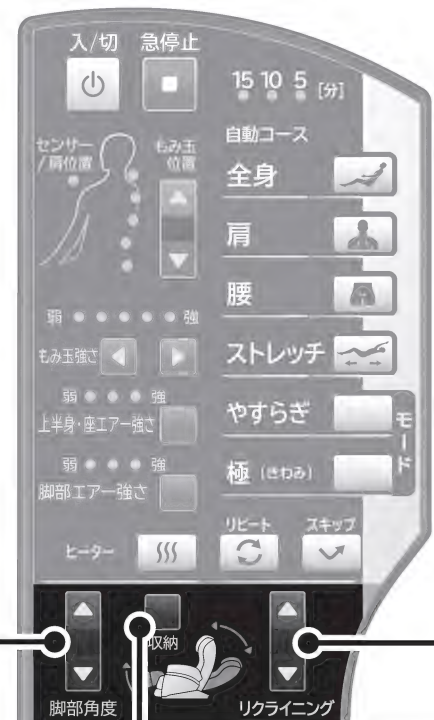 入/切 急停止
15 10 5 [分]
センサー
/肩位置
もみ玉
位置
自動コース
全身
肩
腰
弱 強
もみ玉強さ
ストレッチ
弱 強
上半身・座エアー強さ
やすらぎ
弱 強
脚部エアー強さ
極 (きわみ)
モード
ヒーター
リピート
スキップ
収納
脚部角度
リクライニング